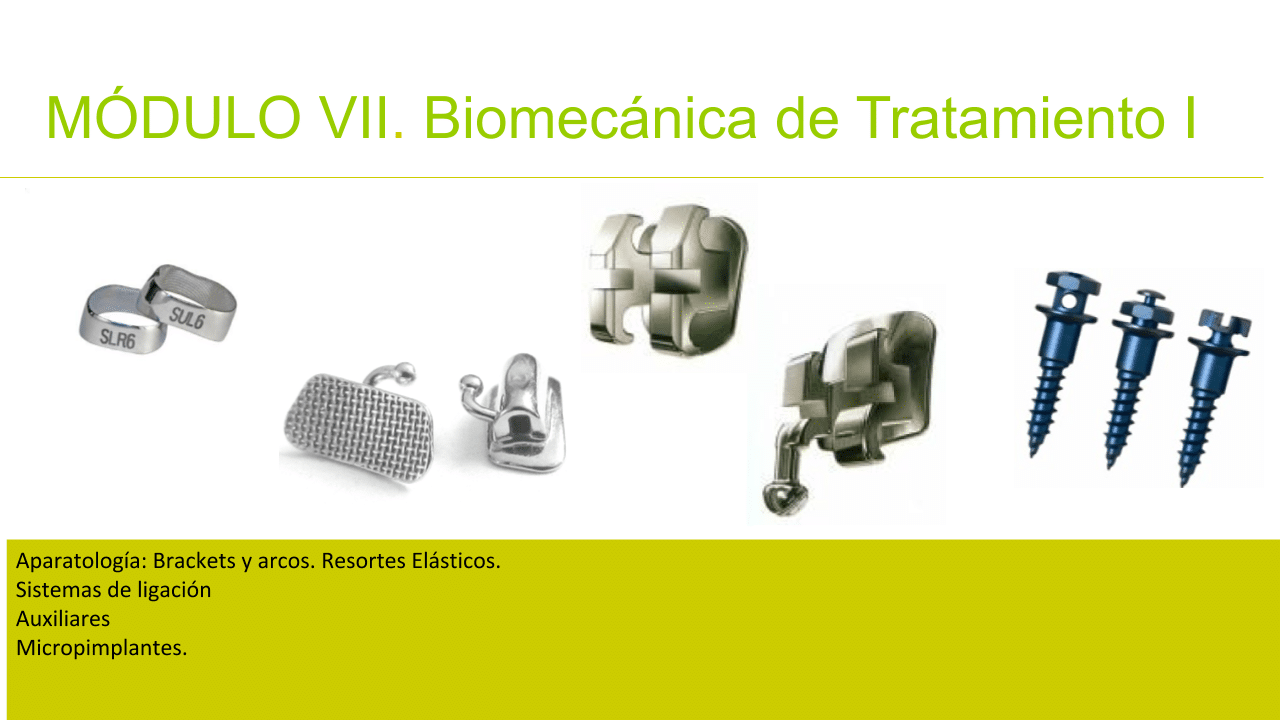 MÓDULO VII. Biomecánica de Tratamiento I
SUL6
SLR6
Aparatología: Brackets y arcos. Resortes Elásticos.
Sistemas de ligación
Auxiliares
Micropimplantes.